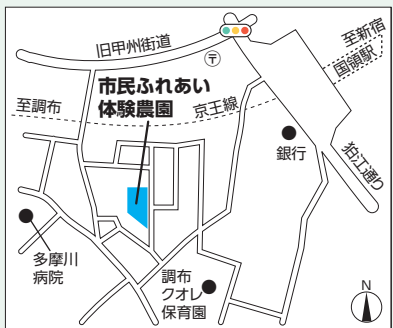 旧甲州街道
〒
至新宿
国領駅
市民ふれあい
体験農園
至調布
京王線
銀行
狛江通り
多摩川
病院
調布
クオレ
保育園
N